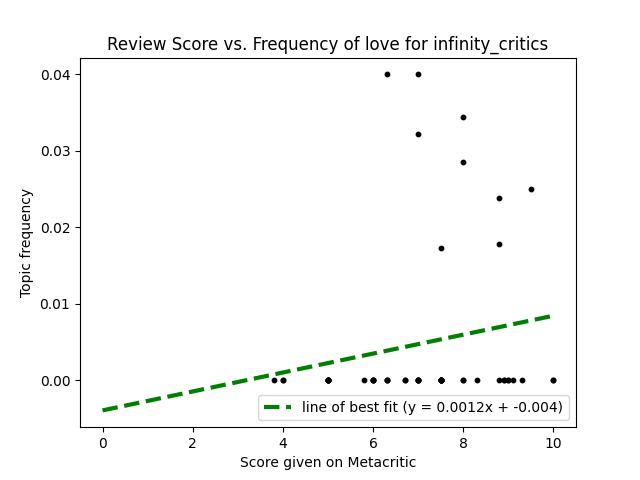 Review Score vs. Frequency of love for infinity_critics
0.04
0.03
0.02
0.01
0.00
Topic frequency
line of best fit (y = 0.0012x + -0.004)
0 2 4 6 8 10
Score given on Metacritic